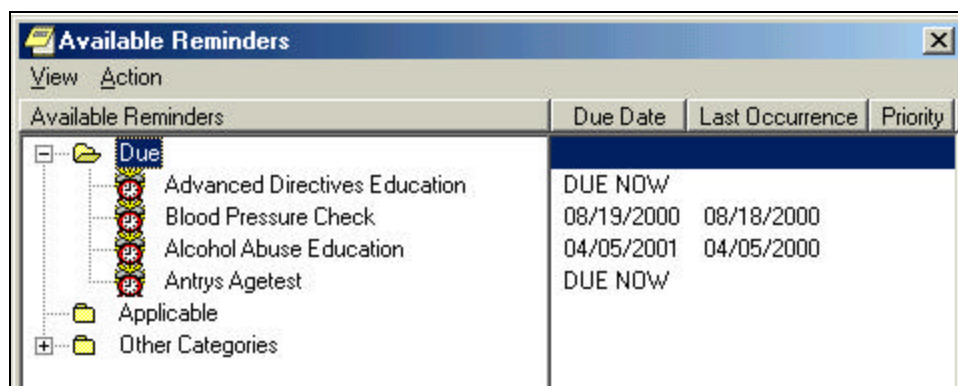 Available Reminders
View Action
Available Reminders Due Date Last Occurrence Priority
Due
Advanced Directives Education DUE NOW
Blood Pressure Check 08/19/2000 08/18/2000
Alcohol Abuse Education 04/05/2001 04/05/2000
Antrys Agetest DUE NOW
Applicable
Other Categories